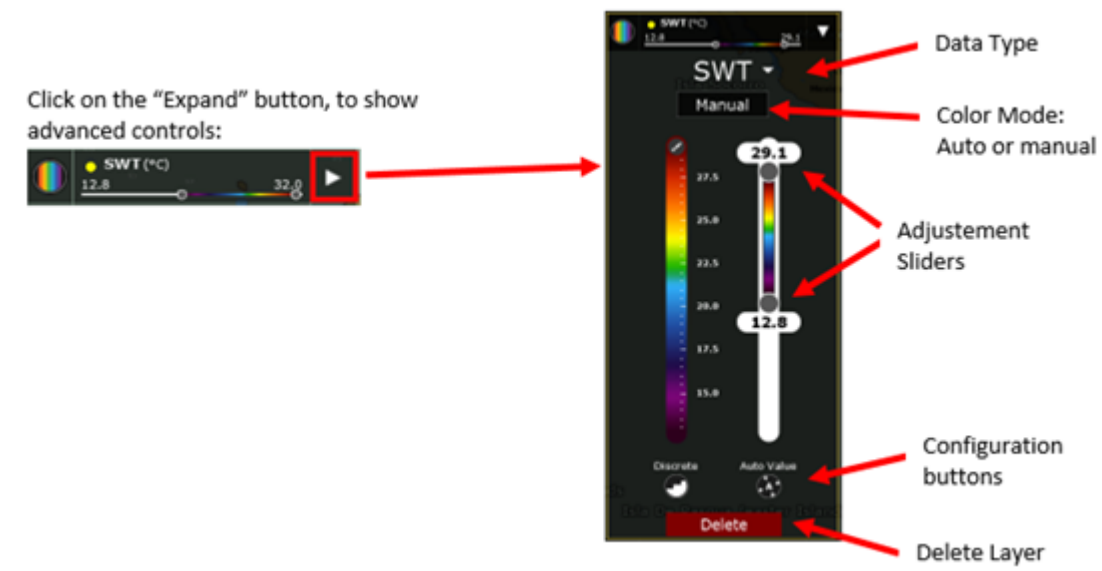 Click on the “Expand” button, to show
advanced controls:
SWT (°C)
12.8 32.0
SWT (°C)
12.8 29.1
SWT
Manual
29.1
27.5
25.0
22.5
20.0
12.8
17.5
15.0
Discrete Auto Value
Delete
Data Type
Color Mode:
Auto or manual
Adjustement
Sliders
Configuration
buttons
Delete Layer